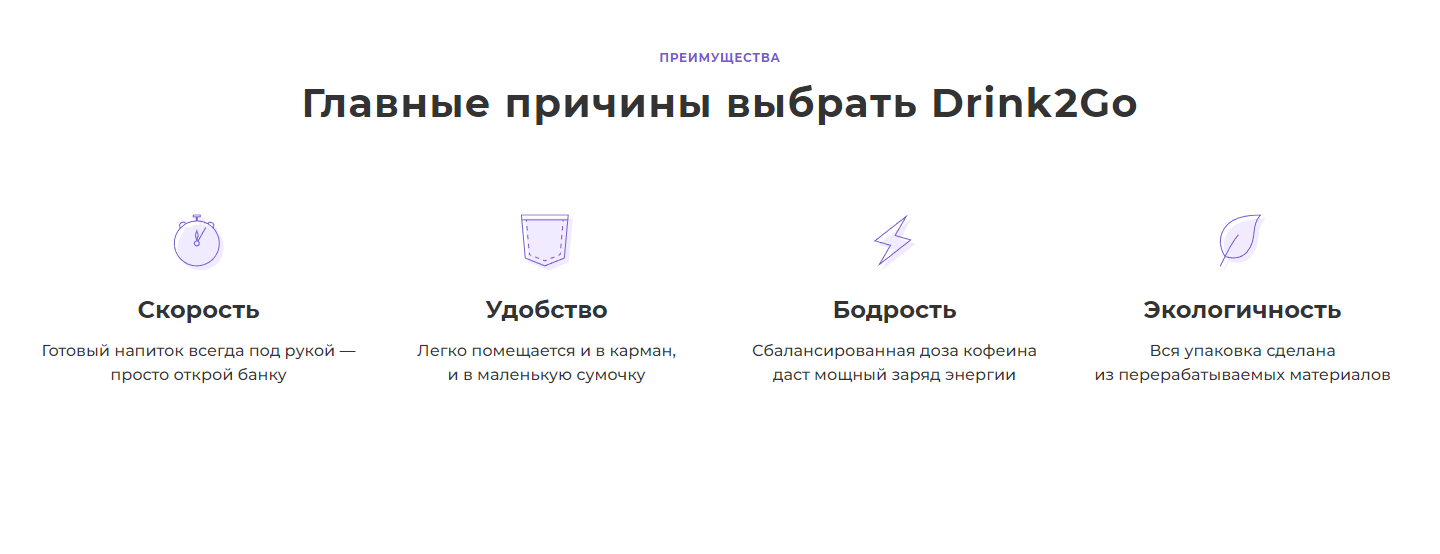 ПРЕИМУЩЕСТВА
Главные причины выбрать Drink2Go
Скорость
Готовый напиток всегда под рукой —
просто открой банку
Удобство
Легко помещается и в карман,
и в маленькую сумочку
Бодрость
Сбалансированная доза кофеина
даст мощный заряд энергии
Экологичность
Вся упаковка сделана
из перерабатываемых материалов